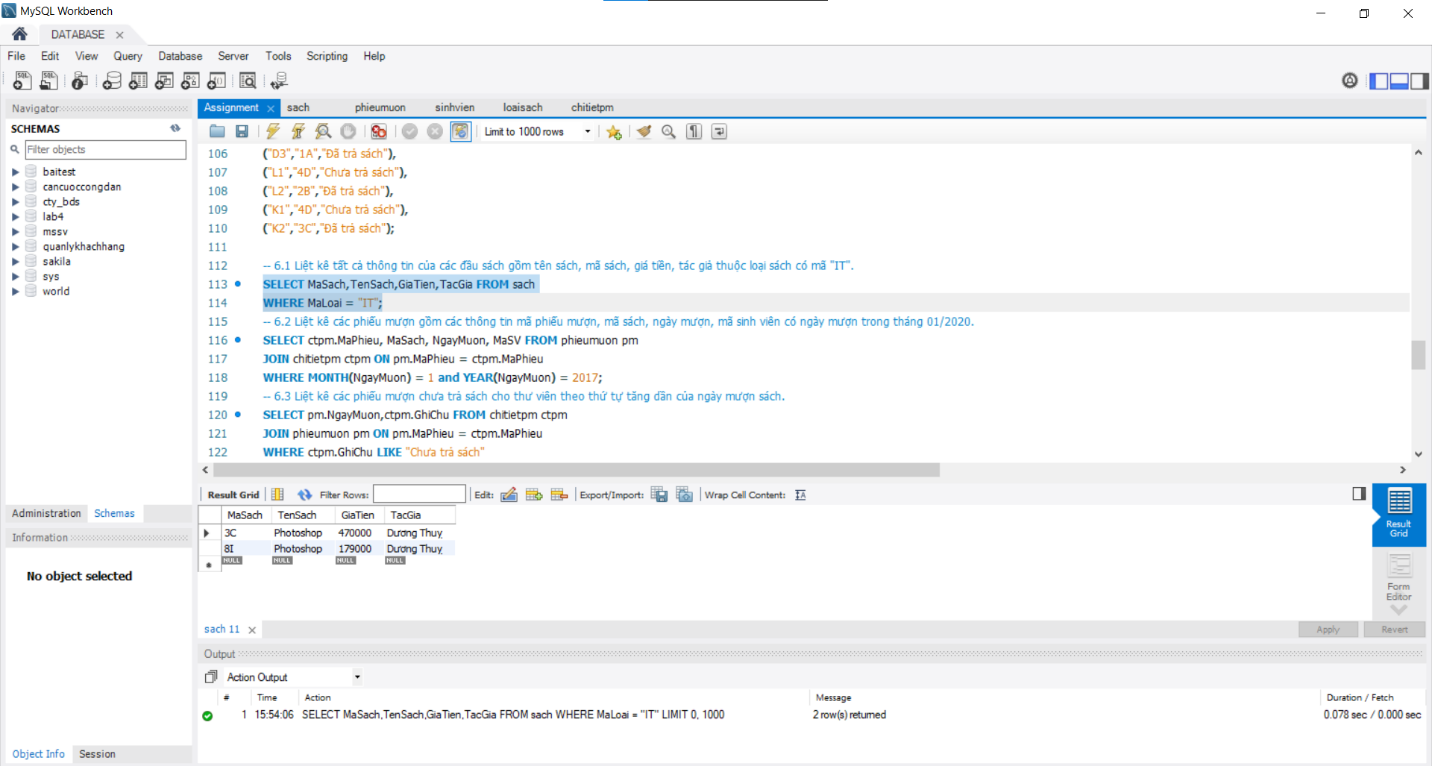 MySQL Workbench
DATABASE
File Edit View Query Database Server Tools Scripting Help
Navigator
SCHEMAS
Filter objects
baitest
cancuoccongdan
cty_bds
lab4
mssv
quanlykhachhang
sakila
sys
world
Administration Schemas
Information
No object selected
Object Info Session
Assignment sach phieumuon sinhvien loaisach chitietpm
Limit to 1000 rows
106 ("D3","1A","Đã trả sách"),
107 ("L1","4D","Chưa trả sách"),
108 ("L2","2B","Đã trả sách"),
109 ("K1","4D","Chưa trả sách"),
110 ("K2","3C","Đã trả sách");
111
112 -- 6.1 Liệt kê tất cả thông tin của các đầu sách gồm tên sách, mã sách, giá tiền, tác giả thuộc loại sách có mã "IT".
113 SELECT MaSach,TenSach,GiaTien,TacGia FROM sach
114 WHERE MaLoai = "IT";
115 -- 6.2 Liệt kê các phiếu mượn gồm các thông tin mã phiếu mượn, mã sách, ngày mượn, mã sinh viên có ngày mượn trong tháng 01/2020.
116 SELECT ctpm.MaPhieu, MaSach, NgayMuon, MaSV FROM phieumuon pm
117 JOIN chitietpm ctpm ON pm.MaPhieu = ctpm.MaPhieu
118 WHERE MONTH(NgayMuon) = 1 and YEAR(NgayMuon) = 2017;
119 -- 6.3 Liệt kê các phiếu mượn chưa trả sách cho thư viên theo thứ tự tăng dần của ngày mượn sách.
120 SELECT pm.NgayMuon,ctpm.GhiChu FROM chitietpm ctpm
121 JOIN phieumuon pm ON pm.MaPhieu = ctpm.MaPhieu
122 WHERE ctpm.GhiChu LIKE "Chưa trả sách"
Result Grid Filter Rows: Edit: Export/Import: Wrap Cell Content:
MaSach TenSach GiaTien TacGia
3C Photoshop 470000 Dương Thuỵ
8I Photoshop 179000 Dương Thuỵ
NULL NULL NULL NULL
Result
Grid
Form
Editor
sach 11
Apply Revert
Output
Action Output
# Time Action Message Duration / Fetch
1 15:54:06 SELECT MaSach,TenSach,GiaTien,TacGia FROM sach WHERE MaLoai = "IT" LIMIT 0, 1000 2 row(s) returned 0.078 sec / 0.000 sec